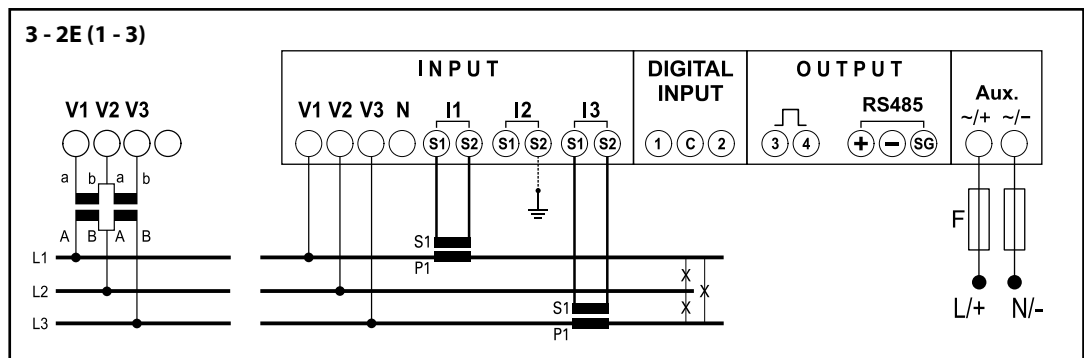 3 - 2E (1 - 3)
INPUT DIGITAL INPUT OUTPUT
V1 V2 V3
V1 V2 V3 N I1 I2 I3
RS485
Aux.
~/+ ~/-
S1 S2 S1 S2 S1 S2
1 C 2
3 4
+ - SG
a b a b
A B A B
F
S1
P1
L1
L2
L3
S1
P1
X
X
X
L/+ N/-